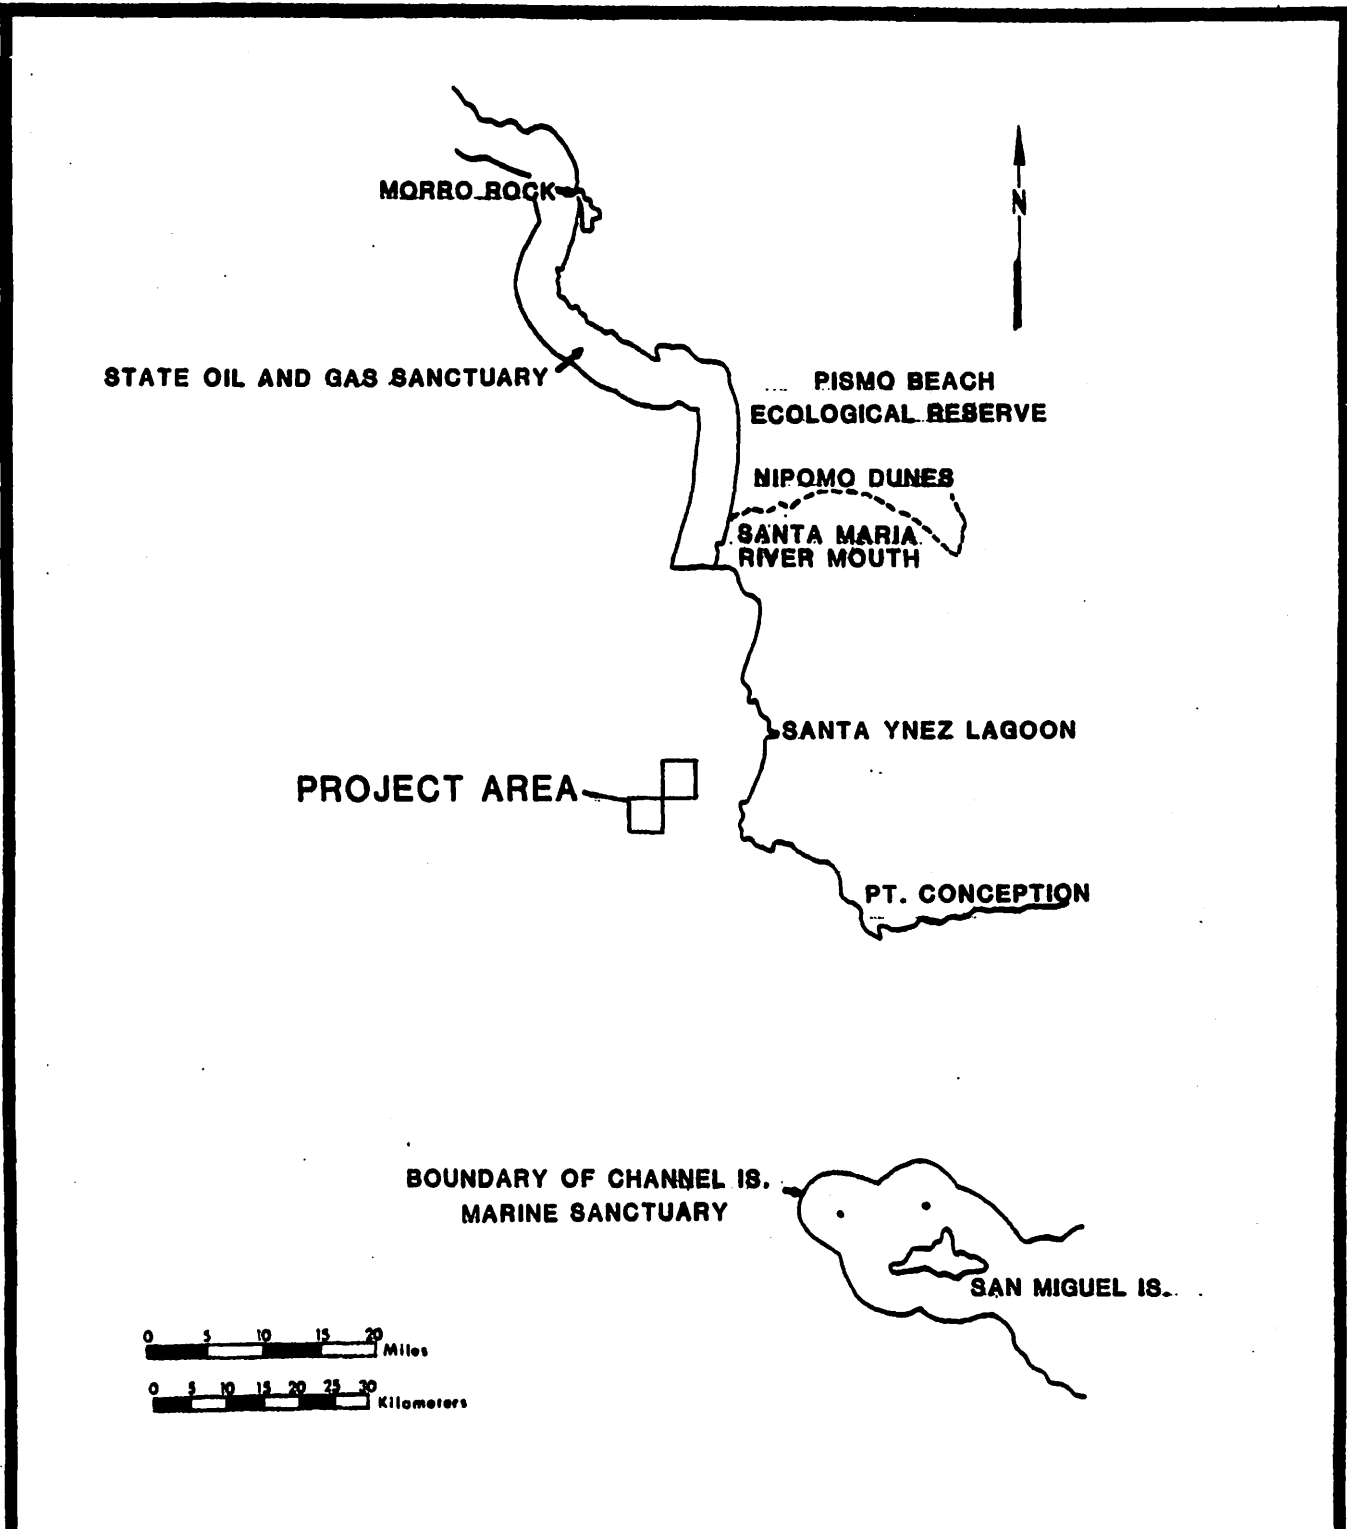 N
MORRO ROCK
STATE OIL AND GAS SANCTUARY
PISMO BEACH
ECOLOGICAL RESERVE
NIPOMO DUNES
SANTA MARIA
RIVER MOUTH
SANTA YNEZ LAGOON
PROJECT AREA
PT. CONCEPTION
BOUNDARY OF CHANNEL IS.
MARINE SANCTUARY
SAN MIGUEL IS.
0 5 10 15 20
Miles
0 5 10 15 20 25 30
Kilometers